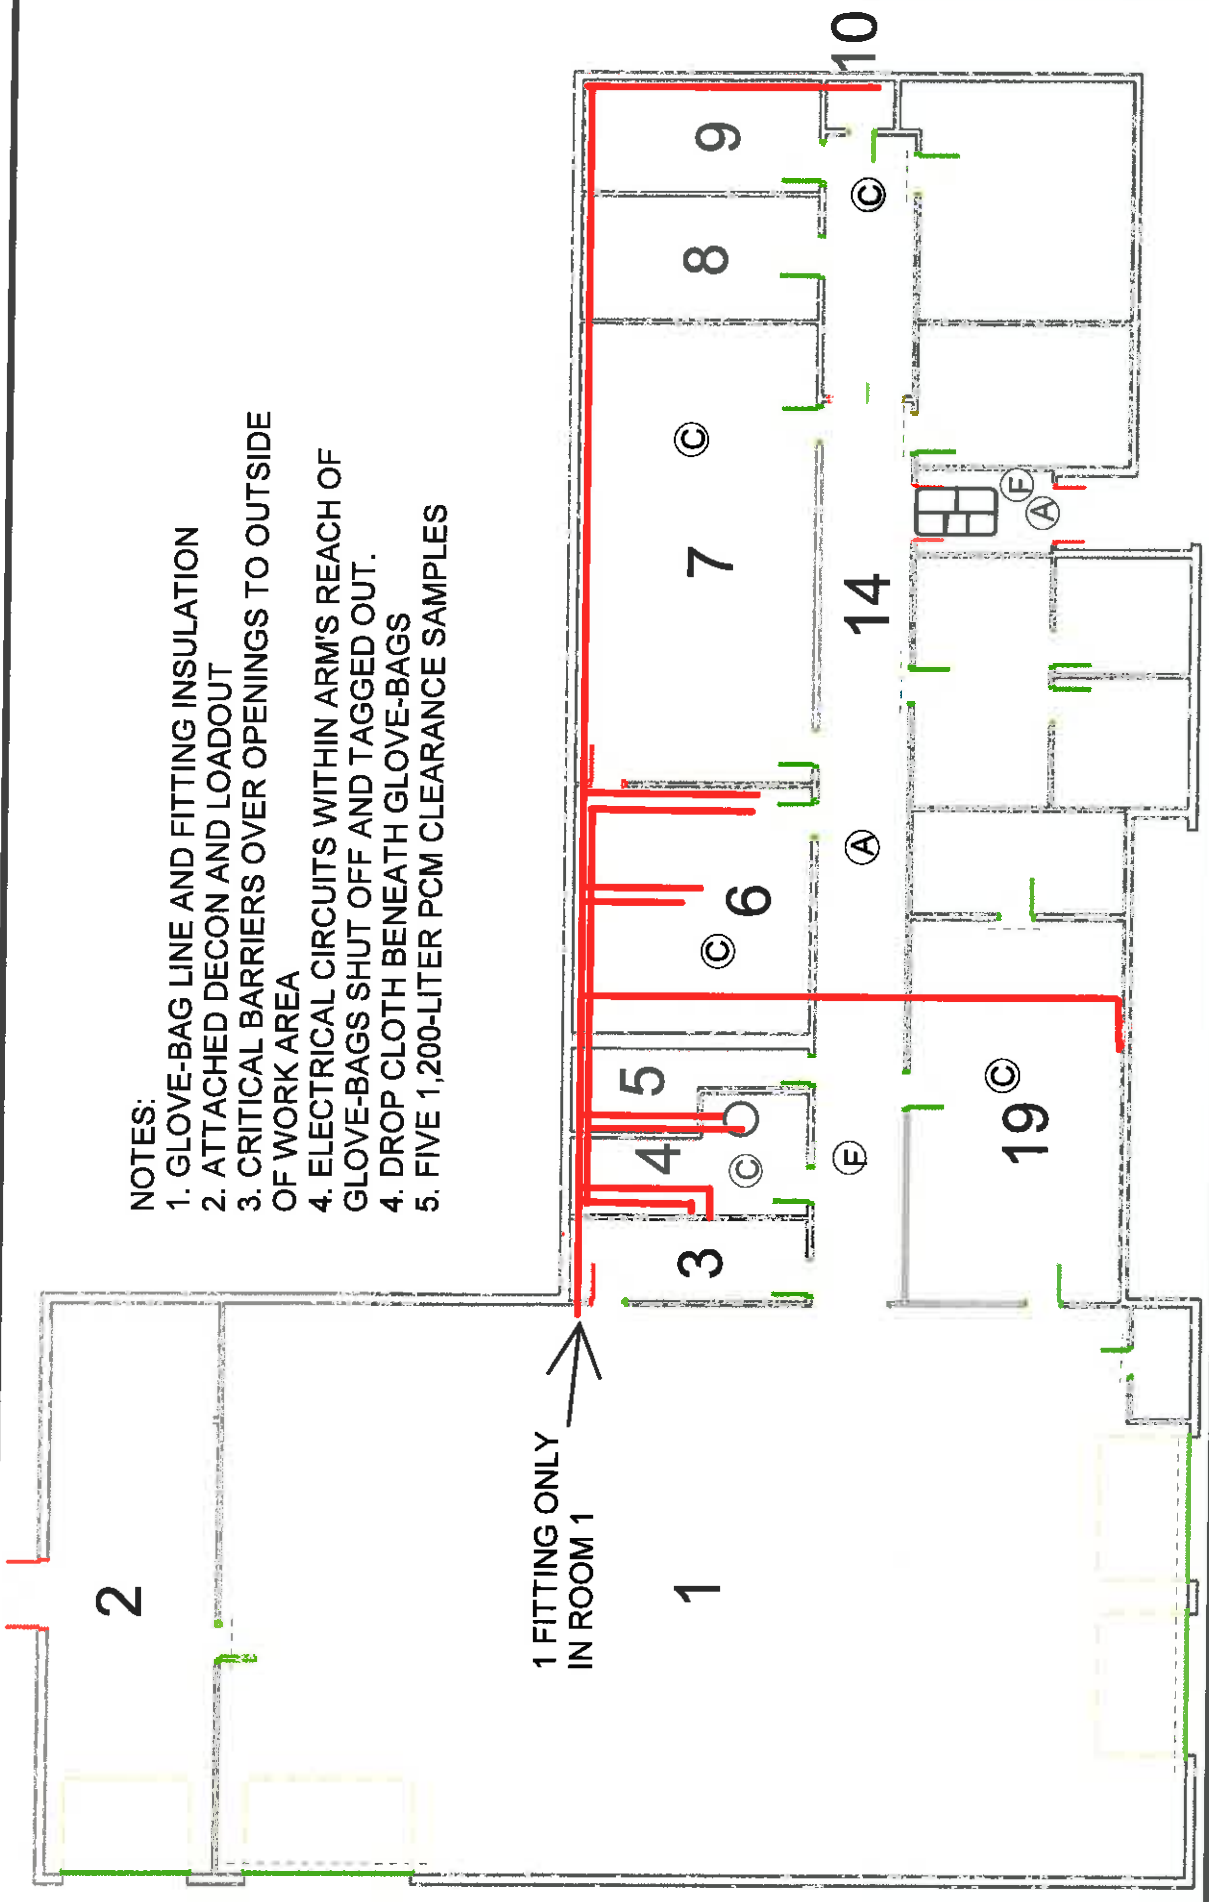 NOTES:
1. GLOVE-BAG LINE AND FITTING INSULATION
2. ATTACHED DECON AND LOADOUT
3. CRITICAL BARRIERS OVER OPENINGS TO OUTSIDE
OF WORK AREA
4. ELECTRICAL CIRCUITS WITHIN ARM'S REACH OF
GLOVE-BAGS SHUT OFF AND TAGGED OUT.
4. DROP CLOTH BENEATH GLOVE-BAGS
5. FIVE 1,200-LITER PCM CLEARANCE SAMPLES
2
1 FITTING ONLY
IN ROOM 1
1
3
4
C
5
6
C
7
C
8
9
10
C
14
A
F
F
A
19
C